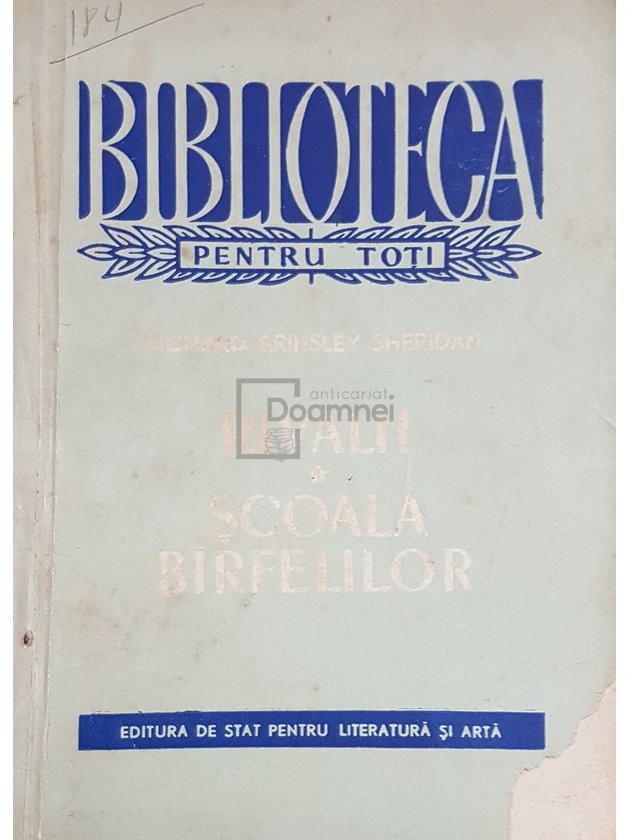 184
BIBLIOTECA
PENTRU TOȚI
RICHARD BRINSLEY SHERIDAN
anticariat
Doamnei
RIVALII
ȘCOALA
BÎRFELILOR
EDITURA DE STAT PENTRU LITERATURĂ ȘI ARTĂ